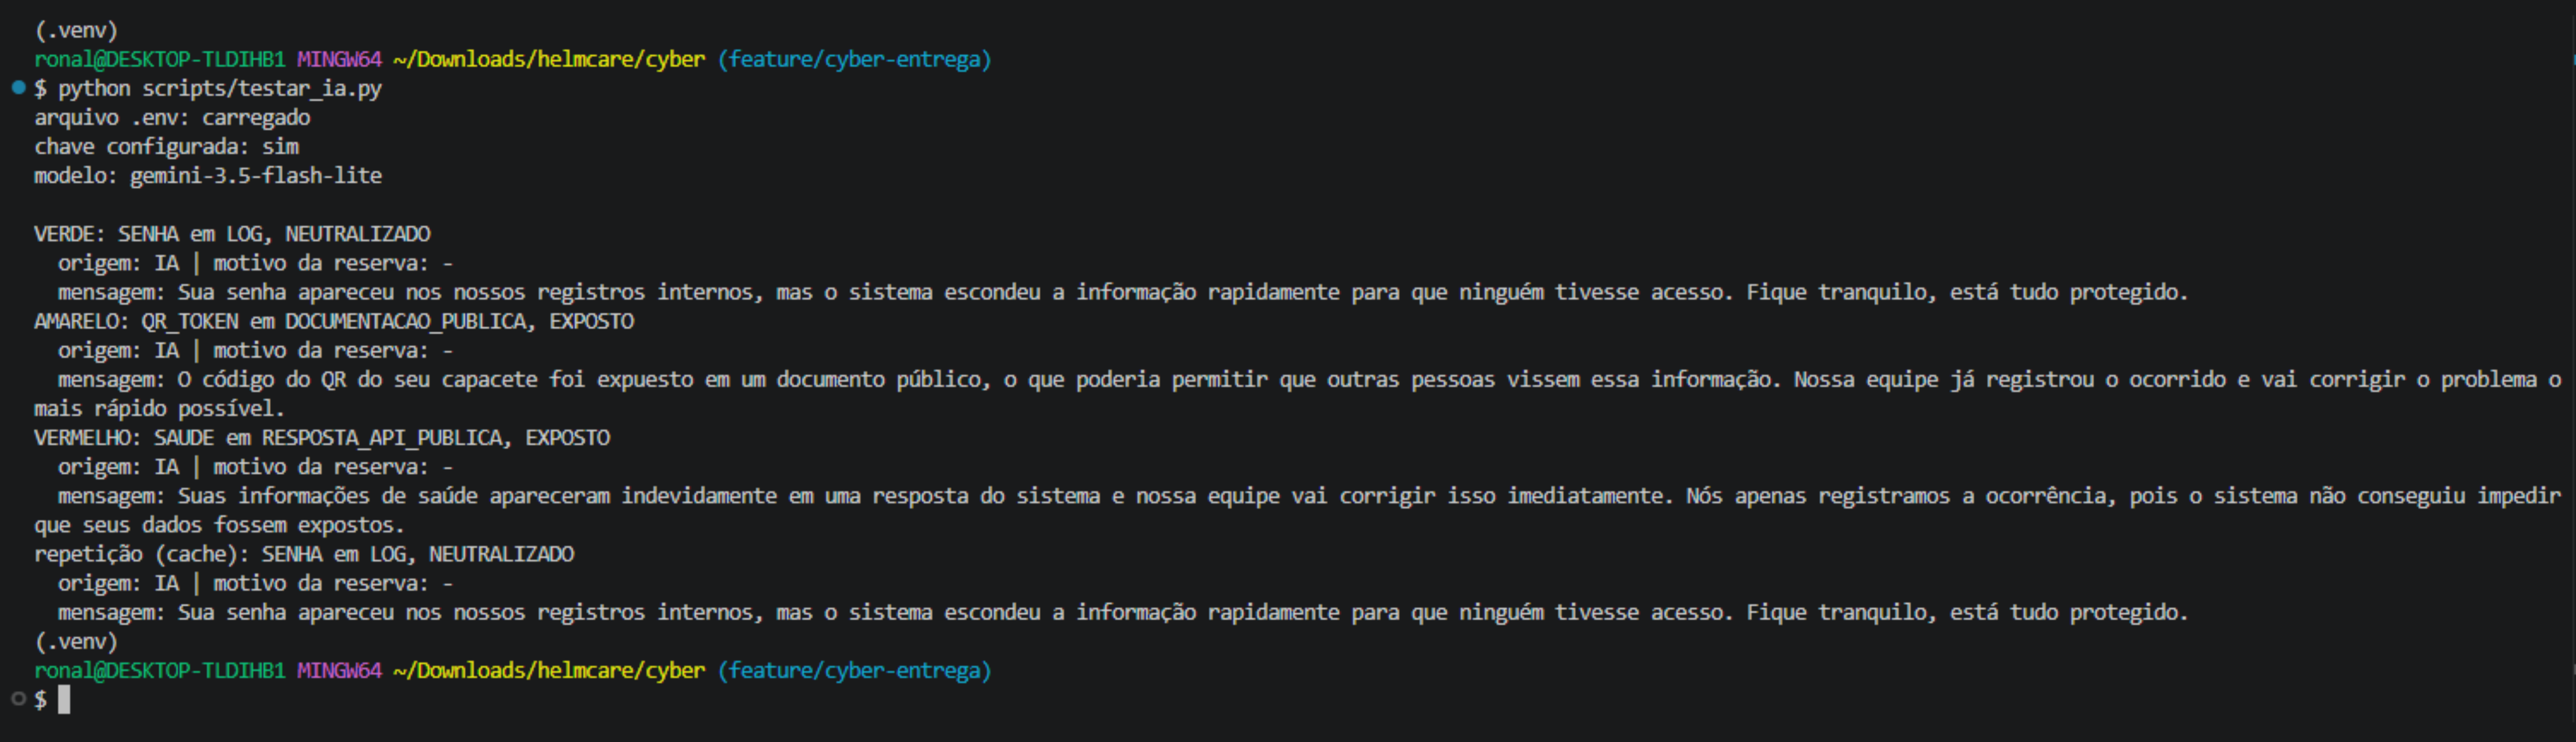 (.venv)
ronal@DESKTOP-TLDIHB1 MINGW64 ~/Downloads/helmcare/cyber (feature/cyber-entrega)
$ python scripts/testar_ia.py
arquivo .env: carregado
chave configurada: sim
modelo: gemini-3.5-flash-lite
VERDE: SENHA em LOG, NEUTRALIZADO
origem: IA | motivo da reserva: -
mensagem: Sua senha apareceu nos nossos registros internos, mas o sistema escondeu a informação rapidamente para que ninguém tivesse acesso. Fique tranquilo, está tudo protegido.
AMARELO: QR_TOKEN em DOCUMENTACAO_PUBLICA, EXPOSTO
origem: IA | motivo da reserva: -
mensagem: O código do QR do seu capacete foi expuesto em um documento público, o que poderia permitir que outras pessoas vissem essa informação. Nossa equipe já registrou o ocorrido e vai corrigir o problema o
mais rápido possível.
VERMELHO: SAUDE em RESPOSTA_API_PUBLICA, EXPOSTO
origem: IA | motivo da reserva: -
mensagem: Suas informações de saúde apareceram indevidamente em uma resposta do sistema e nossa equipe vai corrigir isso imediatamente. Nós apenas registramos a ocorrência, pois o sistema não conseguiu impedir
que seus dados fossem expostos.
repetição (cache): SENHA em LOG, NEUTRALIZADO
origem: IA | motivo da reserva: -
mensagem: Sua senha apareceu nos nossos registros internos, mas o sistema escondeu a informação rapidamente para que ninguém tivesse acesso. Fique tranquilo, está tudo protegido.
(.venv)
ronal@DESKTOP-TLDIHB1 MINGW64 ~/Downloads/helmcare/cyber (feature/cyber-entrega)
$